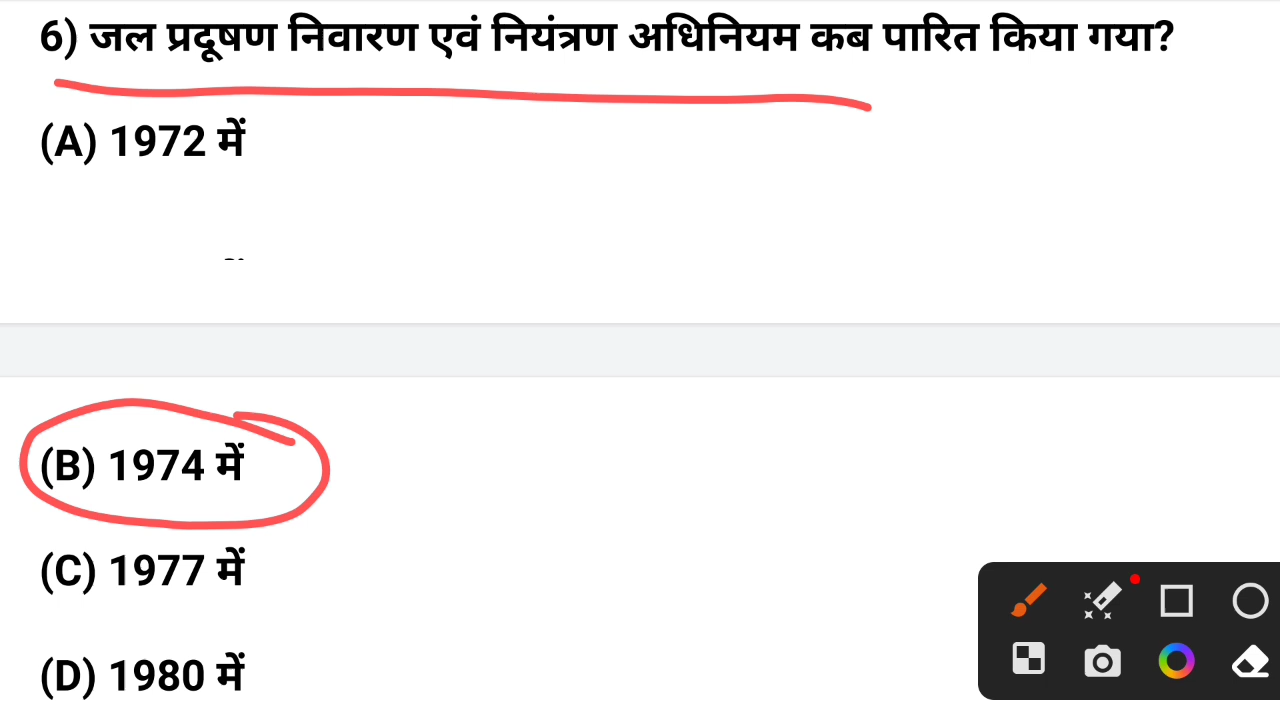 6) जल प्रदूषण निवारण एवं नियंत्रण अधिनियम कब पारित किया गया?
(A) 1972 में
(B) 1974 में
(C) 1977 में
(D) 1980 में